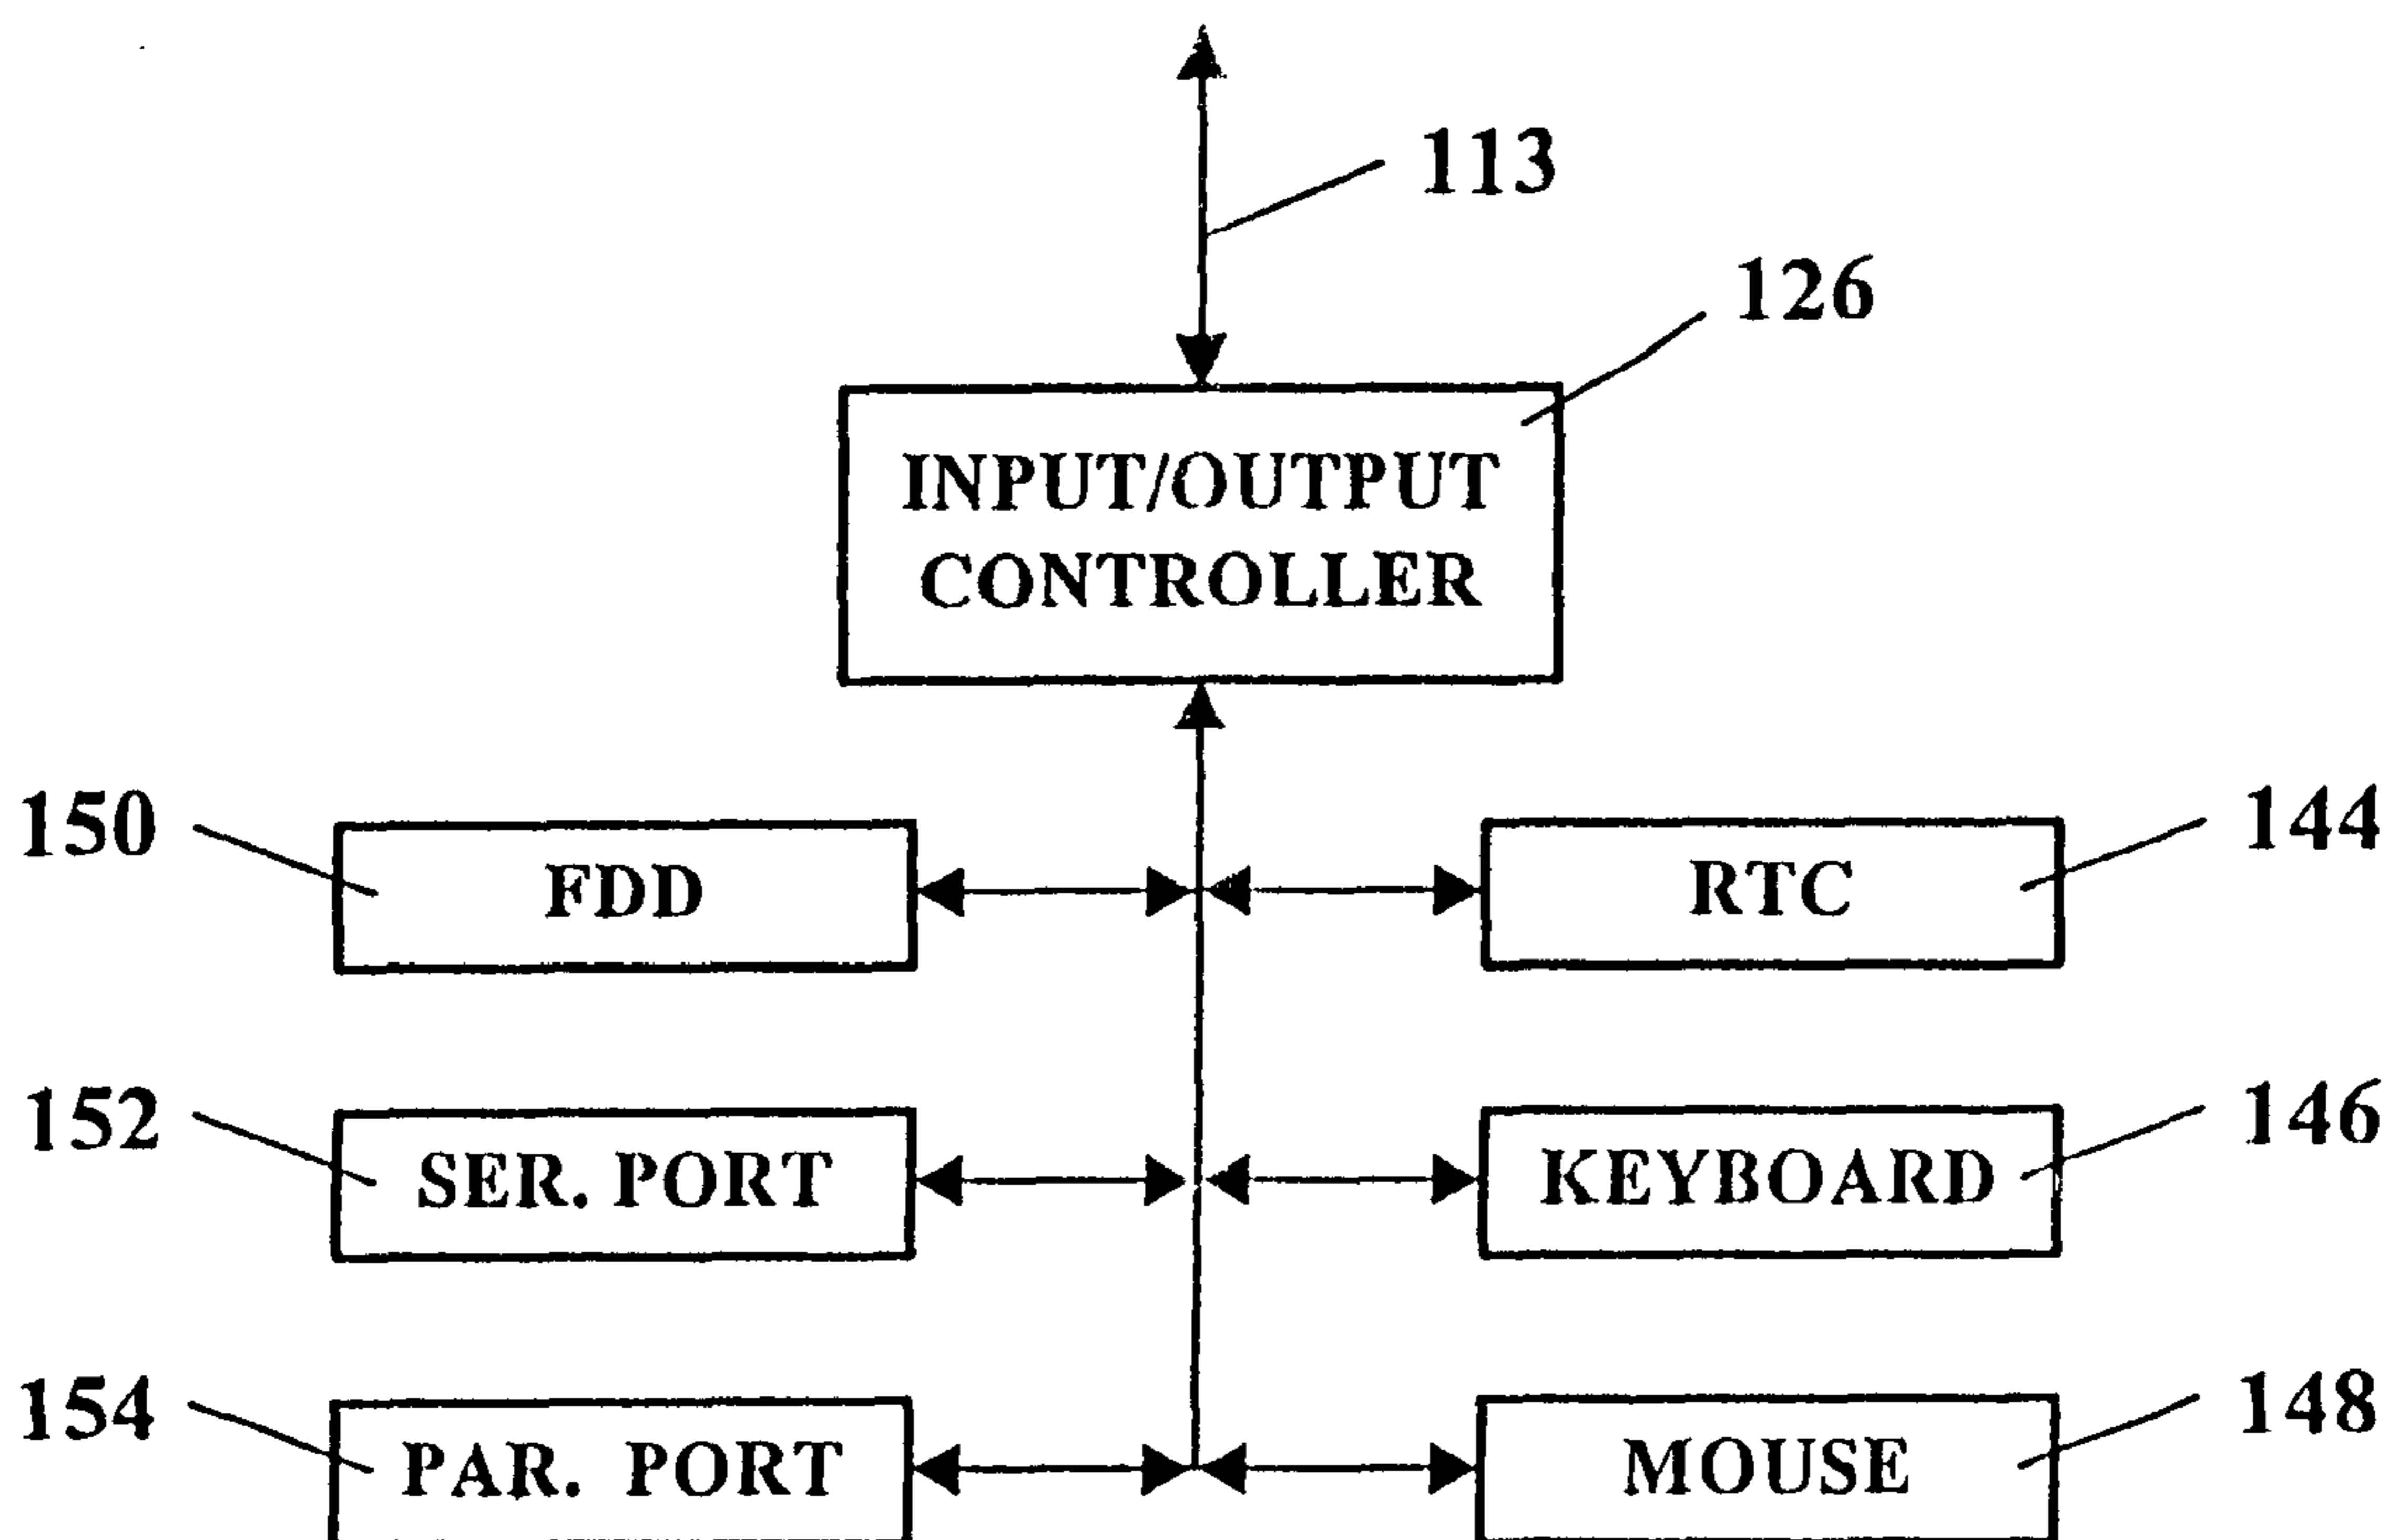 113
126
INPUT/OUTPUT
CONTROLLER
150
FDD
RTC
144
152
SER. PORT
KEYBOARD
146
154
PAR. PORT
MOUSE
148